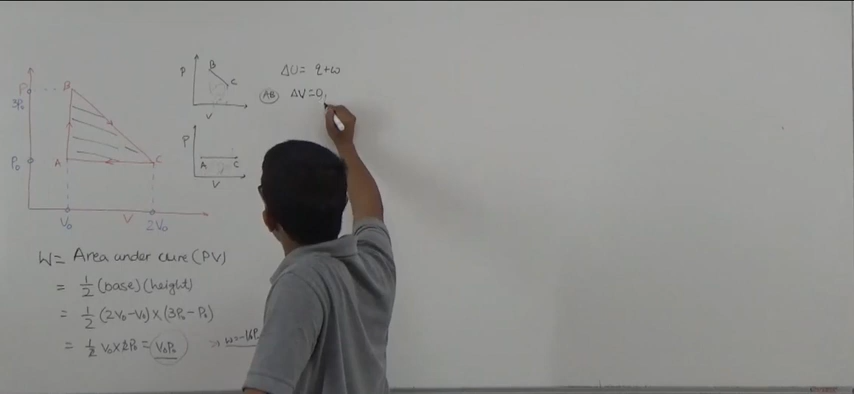 P
3P₀
P₀
B
A
C
V₀
V
2V₀
P
B
C
V
P
A
C
V
ΔU = q+w
AB ΔV=0,
W= Area under cure (PV)
= 1/2 (base)(height)
= 1/2 (2V₀-V₀)×(3P₀-P₀)
= 1/2 V₀×2P₀ = V₀P₀